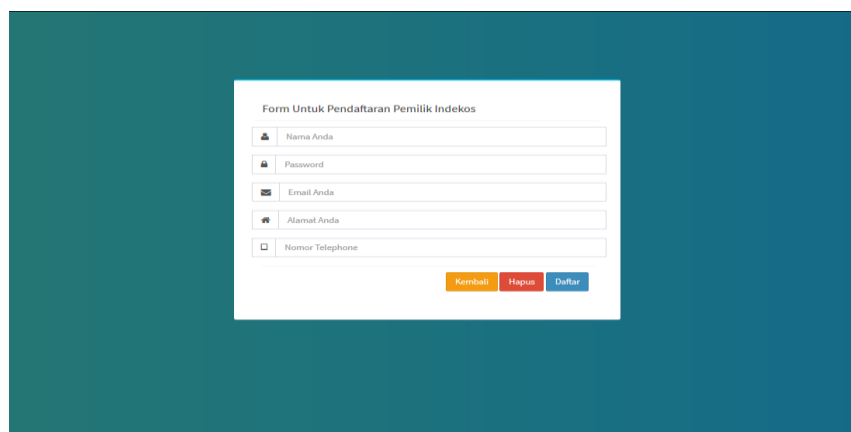 Form Untuk Pendaftaran Pemilik Indekos
Nama Anda
Password
Email Anda
Alamat Anda
Nomor Telephone
Kembali Hapus Daftar